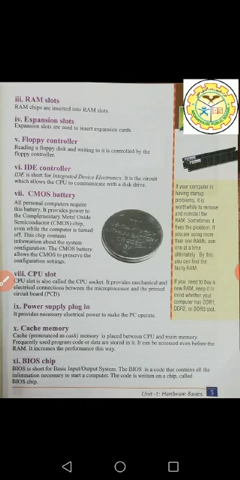 iii. RAM slots
RAM chips are inserted into RAM slots.
iv. Expansion slots
Expansion slots are used to insert expansion cards
v. Floppy controller
Reading a floppy disk and writing to it is controlled by the
floppy controller.
vi. IDE controller
IDE is short for Integrated Device Electronics. It is the circuit
which allows the CPU to communicate with a disk drive.
vii. CMOS battery
All personal computers require
this battery. It provides power to
the Complementary Metal Oxide
Semiconductor (CMOS) chip,
even while the computer is turned
off. This chip contains
information about the system
configuration. The CMOS battery
allows the CMOS to preserve the
configuration settings.
viii. CPU slot
CPU slot is also called the CPU socket. It provides mechanical and
electrical connections between the microprocessor and the printed
circuit board (PCD).
ix. Power supply plug in
It provides necessary electrical power to make the PC operate.
x. Cache memory
Cache (pronounced as cash) memory is placed between CPU and main memory.
Frequently used program code or data are stored in it. It can be accessed even before the
RAM. It increases the performance this way.
xi. BIOS chip
BIOS is short for Basic Input/Output System. The BIOS is a code that contains all the
information necessary to start a computer. The code is written on a chip, called
BIOS chip.
If your computer is
having startup
problems, it is
worthwhile to remove
and reinstall the
RAM. Sometimes it
fixes the problem. If
you are using more
than one RAMs, use
one at a time
alternately. By this
you can find the
faulty RAM.
If your need to buy a
new RAM, keep it in
mind whether your
computer has DDR1,
DDR2, or DDR3 slot.
Unit -1: Hardware Basics
5